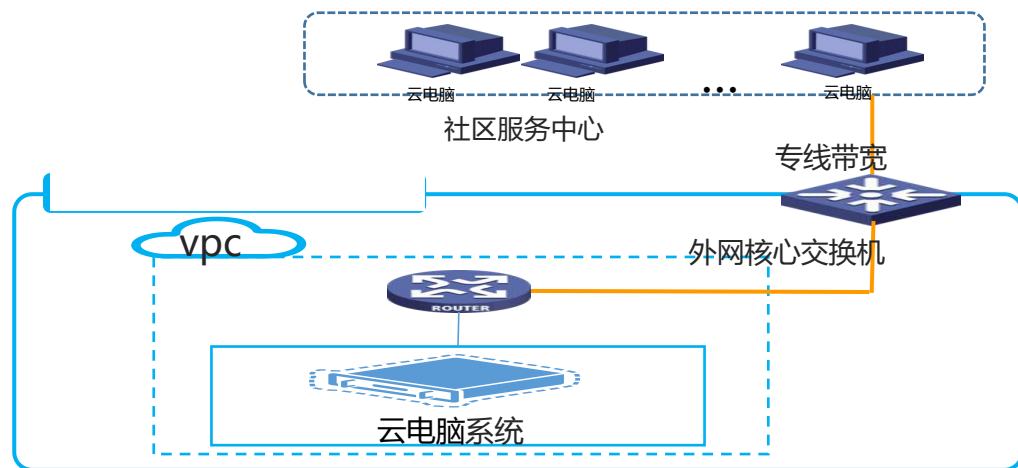 云电脑 云电脑 ... 云电脑
社区服务中心
专线带宽
vpc
外网核心交换机
ROUTER
云电脑系统